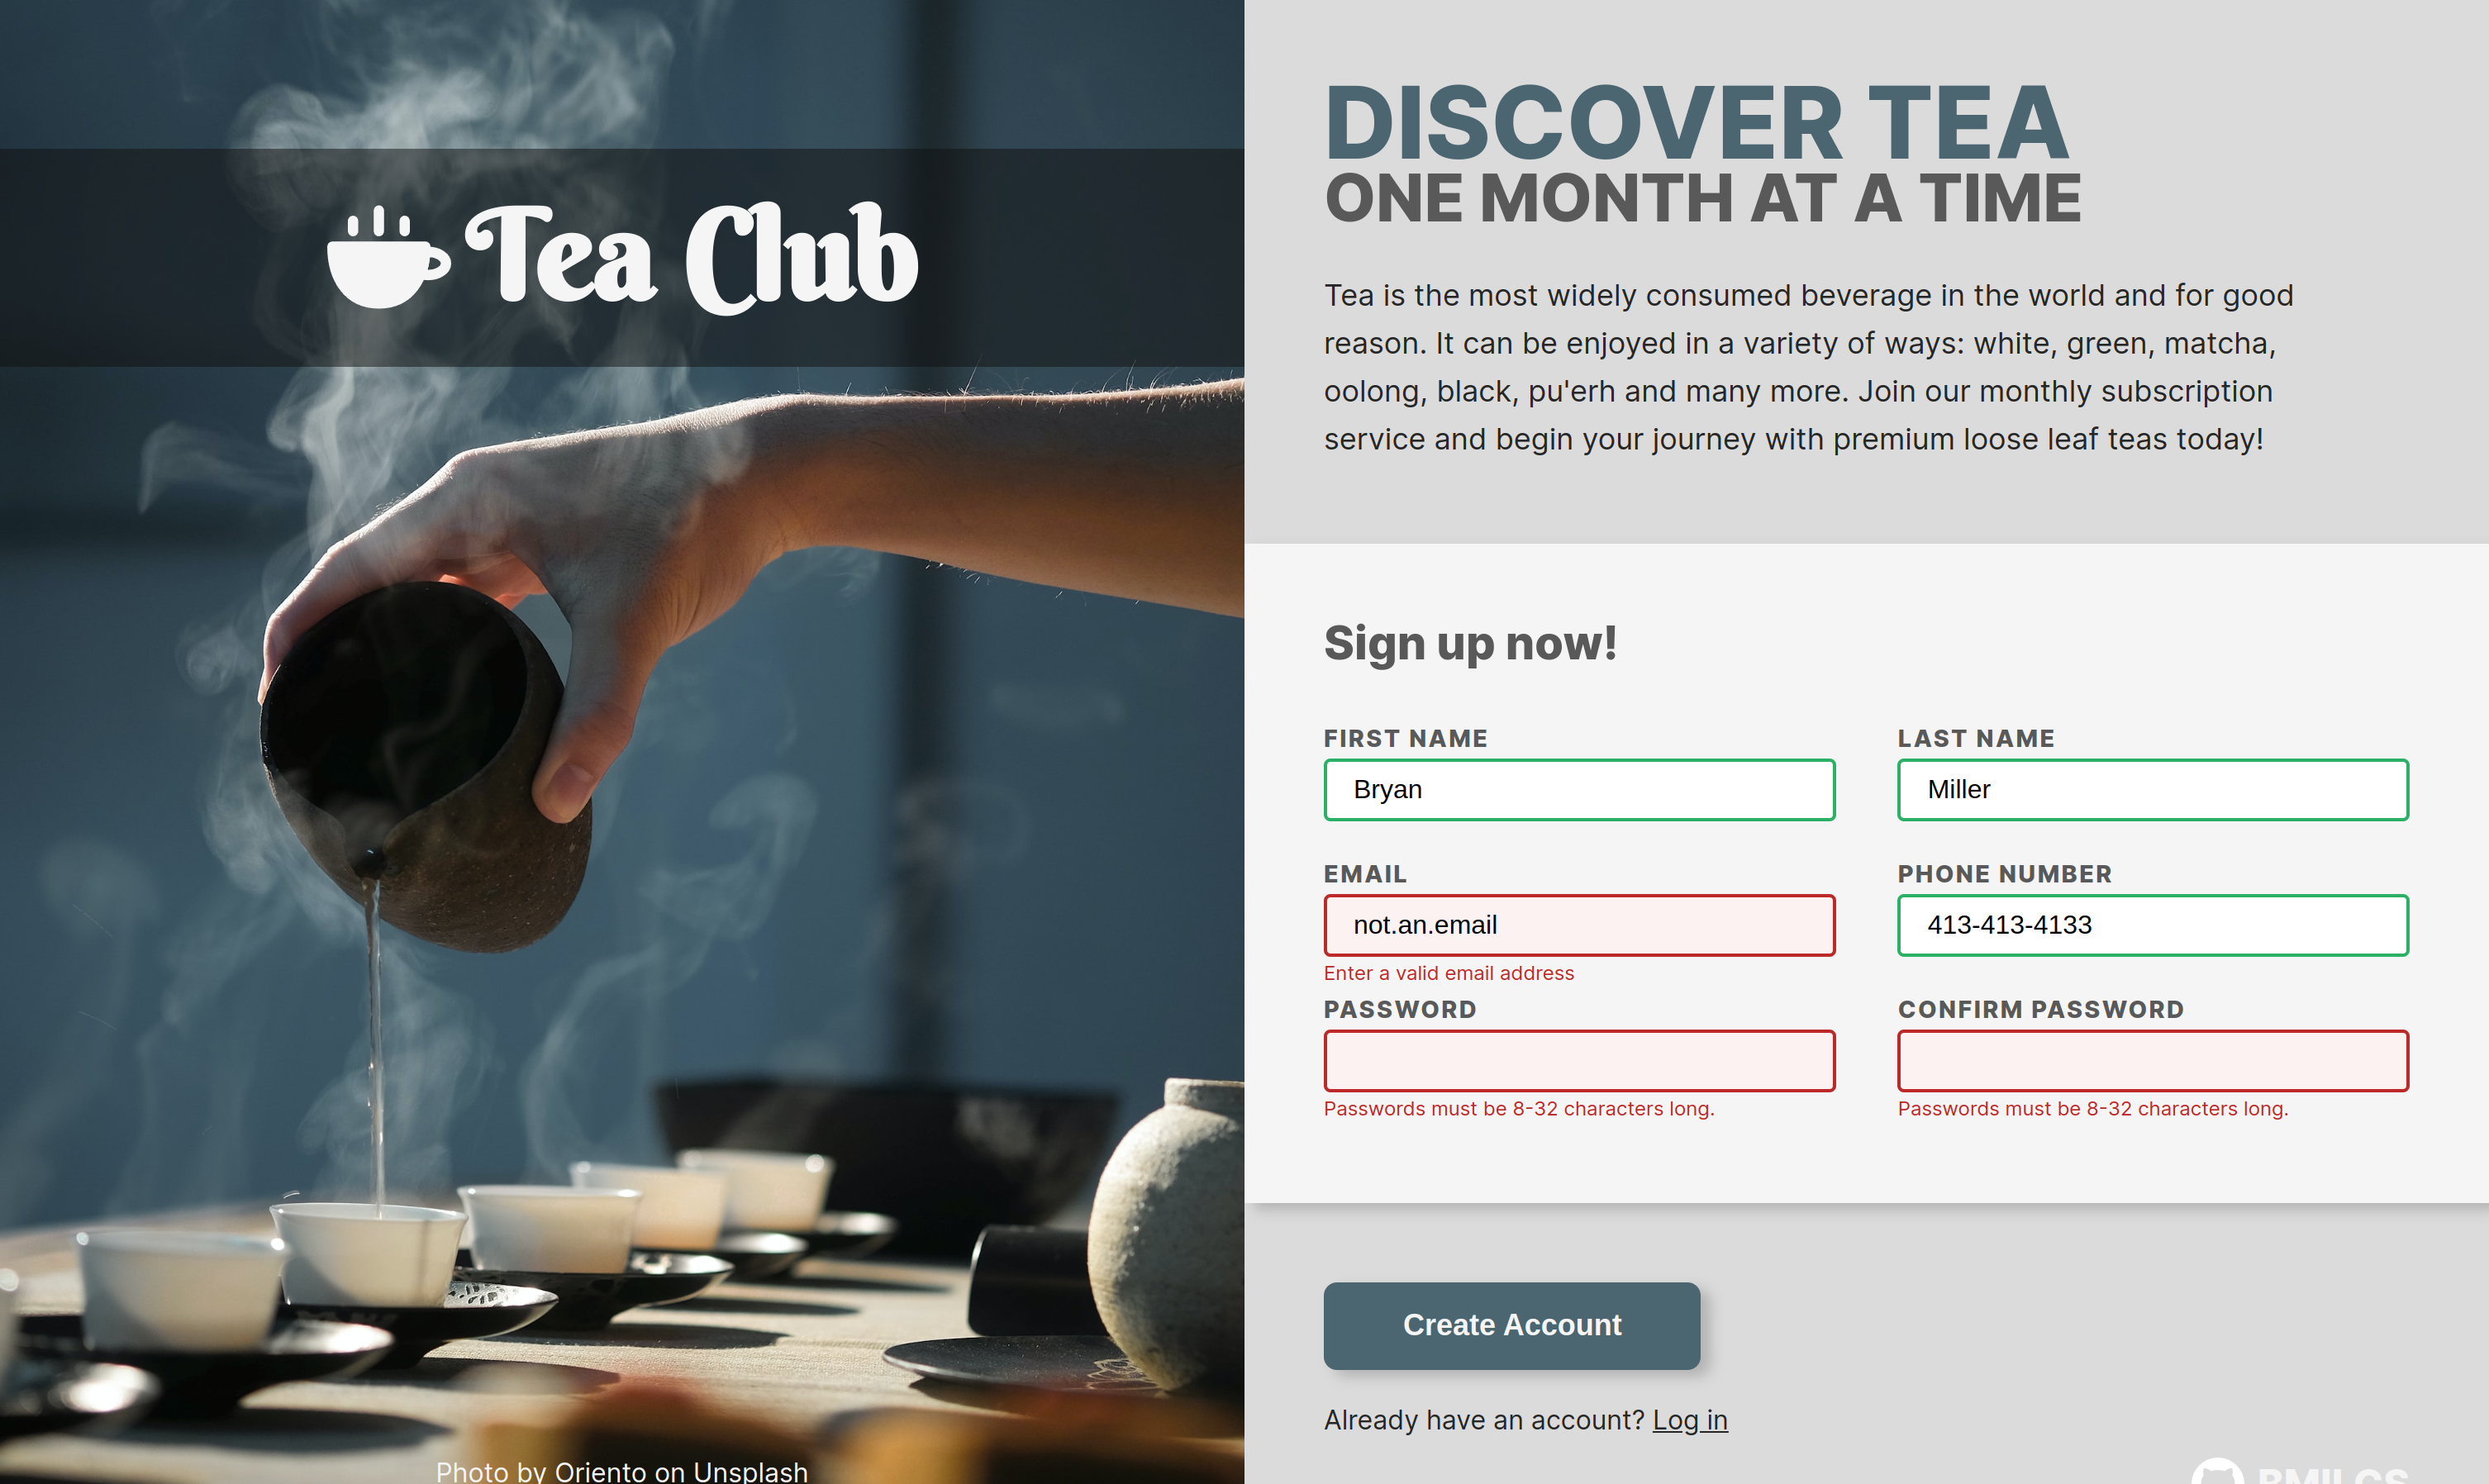 Tea Club
Photo by Oriento on Unsplash
DISCOVER TEA
ONE MONTH AT A TIME
Tea is the most widely consumed beverage in the world and for good
reason. It can be enjoyed in a variety of ways: white, green, matcha,
oolong, black, pu'erh and many more. Join our monthly subscription
service and begin your journey with premium loose leaf teas today!
Sign up now!
FIRST NAME
LAST NAME
Bryan
Miller
EMAIL
PHONE NUMBER
not.an.email
413-413-4133
Enter a valid email address
PASSWORD
CONFIRM PASSWORD
Passwords must be 8-32 characters long.
Passwords must be 8-32 characters long.
Create Account
Already have an account? Log in
BMILCS